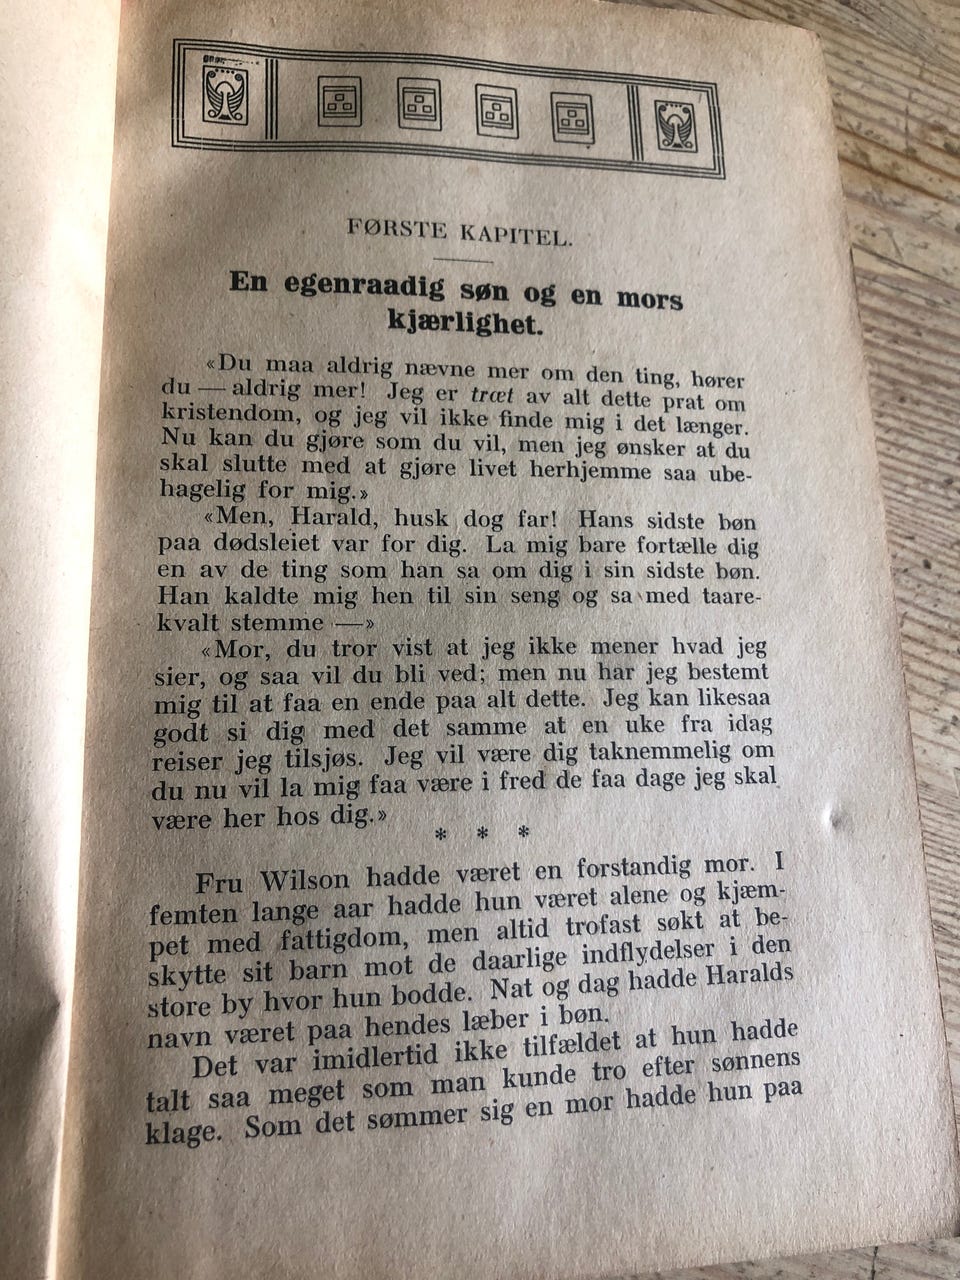 FØRSTE KAPITEL.
En egenraadig søn og en mors
kjærlighet.
«Du maa aldrig nævne mer om den ting, hører
du — aldrig mer! Jeg er træt av alt dette prat om
kristendom, og jeg vil ikke finde mig i det længer.
Nu kan du gjøre som du vil, men jeg ønsker at du
skal slutte med at gjøre livet herhjemme saa ube-
hagelig for mig.»
«Men, Harald, husk dog far! Hans sidste bøn
paa dødsleiet var for dig. La mig bare fortælle dig
en av de ting som han sa om dig i sin sidste bøn.
Han kaldte mig hen til sin seng og sa med taare-
kvalt stemme —»
«Mor, du tror vist at jeg ikke mener hvad jeg
sier, og saa vil du bli ved; men nu har jeg bestemt
mig til at faa en ende paa alt dette. Jeg kan likesaa
godt si dig med det samme at en uke fra idag
reiser jeg tilsjøs. Jeg vil være dig taknemmelig om
du nu vil la mig faa være i fred de faa dage jeg skal
være her hos dig.»
* * *
Fru Wilson hadde været en forstandig mor. I
femten lange aar hadde hun været alene og kjæm-
pet med fattigdom, men altid trofast søkt at be-
skytte sit barn mot de daarlige indflydelser i den
store by hvor hun bodde. Nat og dag hadde Haralds
navn været paa hendes læber i bøn.
Det var imidlertid ikke tilfældet at hun hadde
talt saa meget som man kunde tro efter sønnens
klage. Som det sømmer sig en mor hadde hun paa